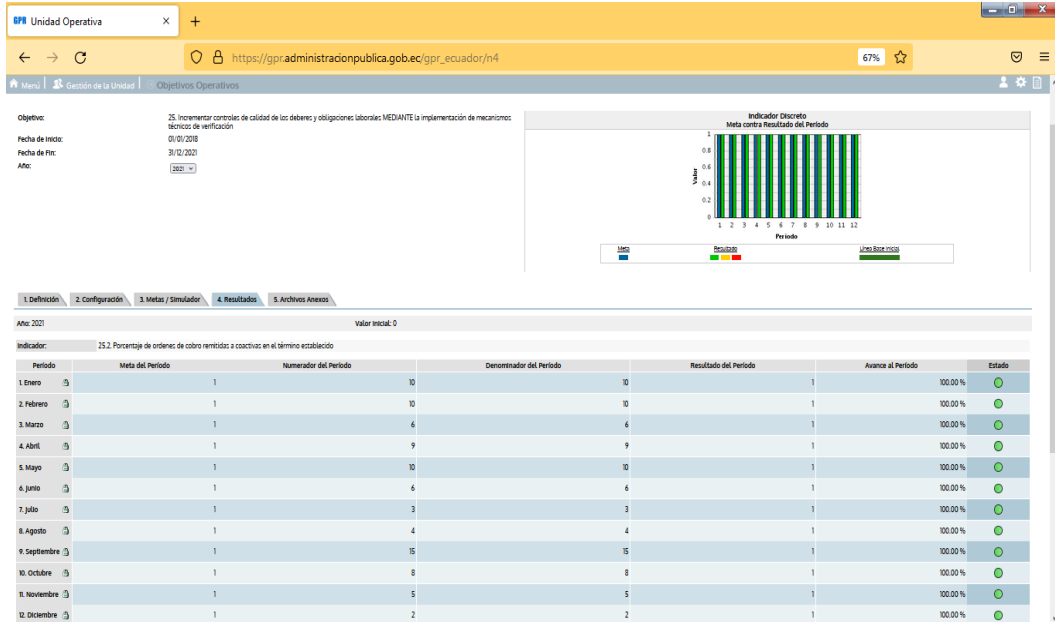 GPR Unidad Operativa
https://gpr.administracionpublica.gob.ec/gpr_ecuador/n4
67%
Menú Gestión de la Unidad Objetivos Operativos
Objetivo: 25. Incrementar controles de calidad de los deberes y obligaciones laborales MEDIANTE la implementación de mecanismos
técnicos de verificación
Fecha de Inicio: 01/01/2018
Fecha de Fin: 31/12/2021
Año: 2021
Indicador Discreto
Meta contra Resultado del Período
Valor
1
0.8
0.6
0.4
0.2
0
1 2 3 4 5 6 7 8 9 10 11 12
Período
Meta Resultado Línea Base Inicial
1. Definición 2. Configuración 3. Metas / Simulador 4. Resultados 5. Archivos Anexos
Año: 2021 Valor Inicial: 0
Indicador: 25.2. Porcentaje de ordenes de cobro remitidas a coactivas en el término establecido
Período Meta del Período Numerador del Período Denominador del Período Resultado del Período Avance al Período Estado
1. Enero 1 10 10 1 100.00 %
2. Febrero 1 10 10 1 100.00 %
3. Marzo 1 6 6 1 100.00 %
4. Abril 1 9 9 1 100.00 %
5. Mayo 1 10 10 1 100.00 %
6. Junio 1 6 6 1 100.00 %
7. Julio 1 3 3 1 100.00 %
8. Agosto 1 4 4 1 100.00 %
9. Septiembre 1 15 15 1 100.00 %
10. Octubre 1 8 8 1 100.00 %
11. Noviembre 1 5 5 1 100.00 %
12. Diciembre 1 2 2 1 100.00 %